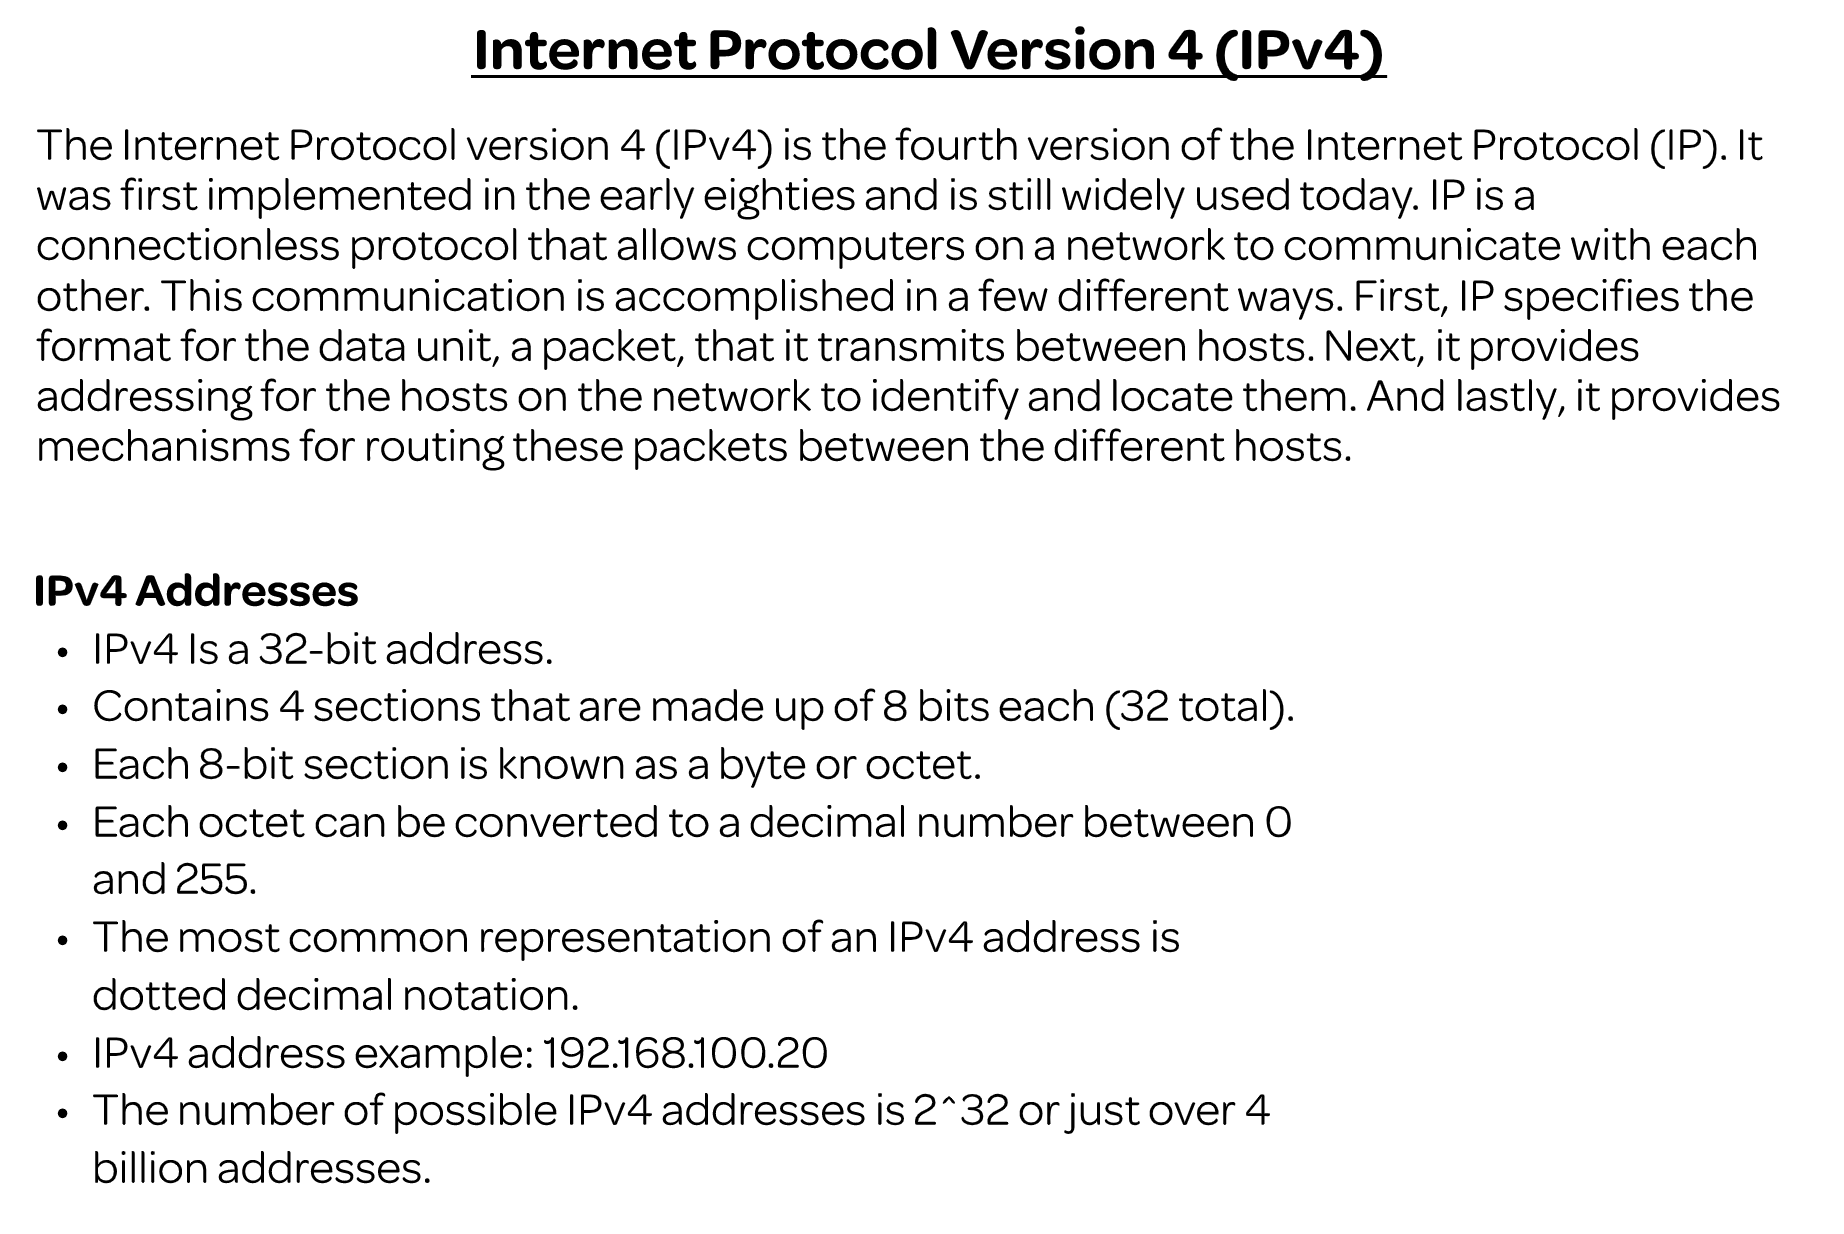 Internet Protocol Version 4 (IPv4)
The Internet Protocol version 4 (IPv4) is the fourth version of the Internet Protocol (IP). It
was first implemented in the early eighties and is still widely used today. IP is a
connectionless protocol that allows computers on a network to communicate with each
other. This communication is accomplished in a few different ways. First, IP specifies the
format for the data unit, a packet, that it transmits between hosts. Next, it provides
addressing for the hosts on the network to identify and locate them. And lastly, it provides
mechanisms for routing these packets between the different hosts.
IPv4 Addresses
• IPv4 Is a 32-bit address.
• Contains 4 sections that are made up of 8 bits each (32 total).
• Each 8-bit section is known as a byte or octet.
• Each octet can be converted to a decimal number between 0
and 255.
• The most common representation of an IPv4 address is
dotted decimal notation.
• IPv4 address example: 192.168.100.20
• The number of possible IPv4 addresses is 2^32 or just over 4
billion addresses.